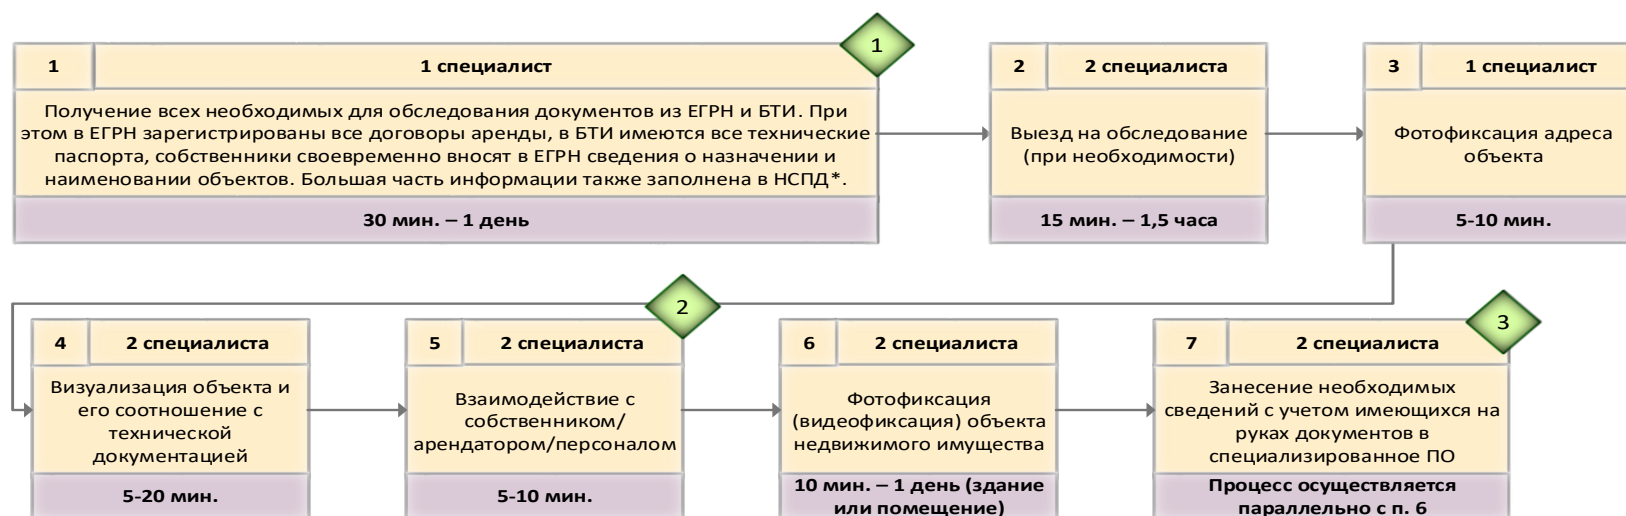 1
1 специалист
1
Получение всех необходимых для обследования документов из ЕГРН и БТИ. При
этом в ЕГРН зарегистрированы все договоры аренды, в БТИ имеются все технические
паспорта, собственники своевременно вносят в ЕГРН сведения о назначении и
наименовании объектов. Большая часть информации также заполнена в НСПД*.
30 мин. – 1 день
2
2 специалиста
Выезд на обследование
(при необходимости)
15 мин. – 1,5 часа
3
1 специалист
Фотофиксация адреса
объекта
5-10 мин.
4
2 специалиста
Визуализация объекта и
его соотношение с
технической
документацией
5-20 мин.
5
2 специалиста
2
Взаимодействие с
собственником/
арендатором/персоналом
5-10 мин.
6
2 специалиста
Фотофиксация
(видеофиксация) объекта
недвижимого имущества
10 мин. – 1 день (здание
или помещение)
7
2 специалиста
3
Занесение необходимых
сведений с учетом имеющихся на
руках документов в
специализированное ПО
Процесс осуществляется
параллельно с п. 6